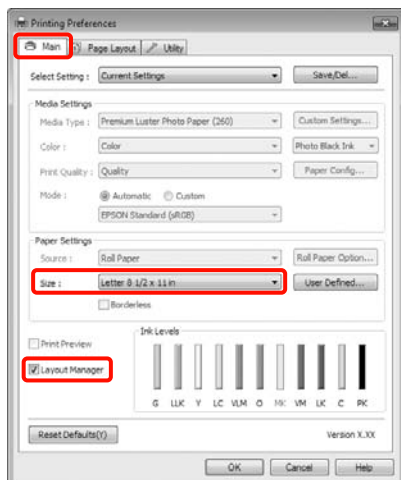 Printing Preferences
Main Page Layout Utility
Select Setting : Current Settings Save/Del...
Media Settings
Media Type : Premium Luster Photo Paper (260) Custom Settings...
Color : Color Photo Black Ink
Print Quality : Quality Paper Config...
Mode : Automatic Custom
EPSON Standard (sRGB)
Paper Settings
Source : Roll Paper Roll Paper Option...
Size : Letter 8 1/2 x 11 in User Defined...
Borderless
Print Preview
Ink Levels
Layout Manager
G LLK Y LC VLM O MK VM LK C PK
Reset Defaults(Y) Version X.XX
OK Cancel Help